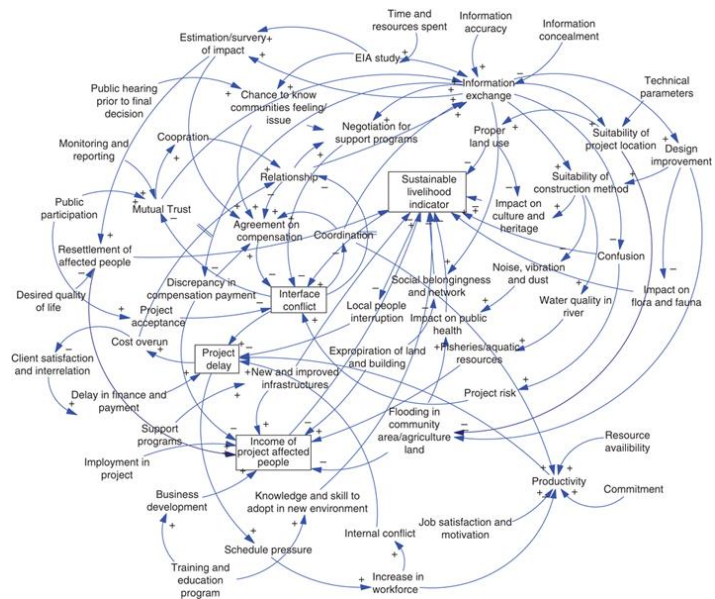 Time and
resources spent
Information
accuracy
Information
concealment
Estimation/survery
of impact
EIA study
Public hearing
prior to final
decision
Chance to know
communities feeling/
issue
Information
exchange
Technical
parameters
Monitoring and
reporting
Coopration
Negotiation for
support programs
Proper
land use
Suitability of
project location
Design
improvement
Relationship
Sustainable
livelihood
indicator
Suitability of
construction method
Public
participation
Mutual Trust
Impact on
culture and
heritage
Agreement on
compensation
Coordination
Resettlement of
affected people
Confusion
Desired quality
of life
Discrepancy in
compensation payment
Interface
conflict
Social belongingness
and network
Noise, vibration
and dust
Impact on
flora and fauna
Project
acceptance
Local people
interruption
Impact on public
health
Water quality in
river
Cost overun
Client satisfaction
and interrelation
Project
delay
Expropriation of land
and building
Fisheries/aquatic
resources
New and improved
infrastructures
Delay in finance and
payment
Project risk
Support
programs
Flooding in
community
area/agriculture
land
Income of
project affected
people
Resource
availibility
Imployment in
project
Productivity
Commitment
Business
development
Knowledge and skill to
adopt in new environment
Job satisfaction and
motivation
Internal conflict
Schedule pressure
Training and
education
program
Increase in
workforce